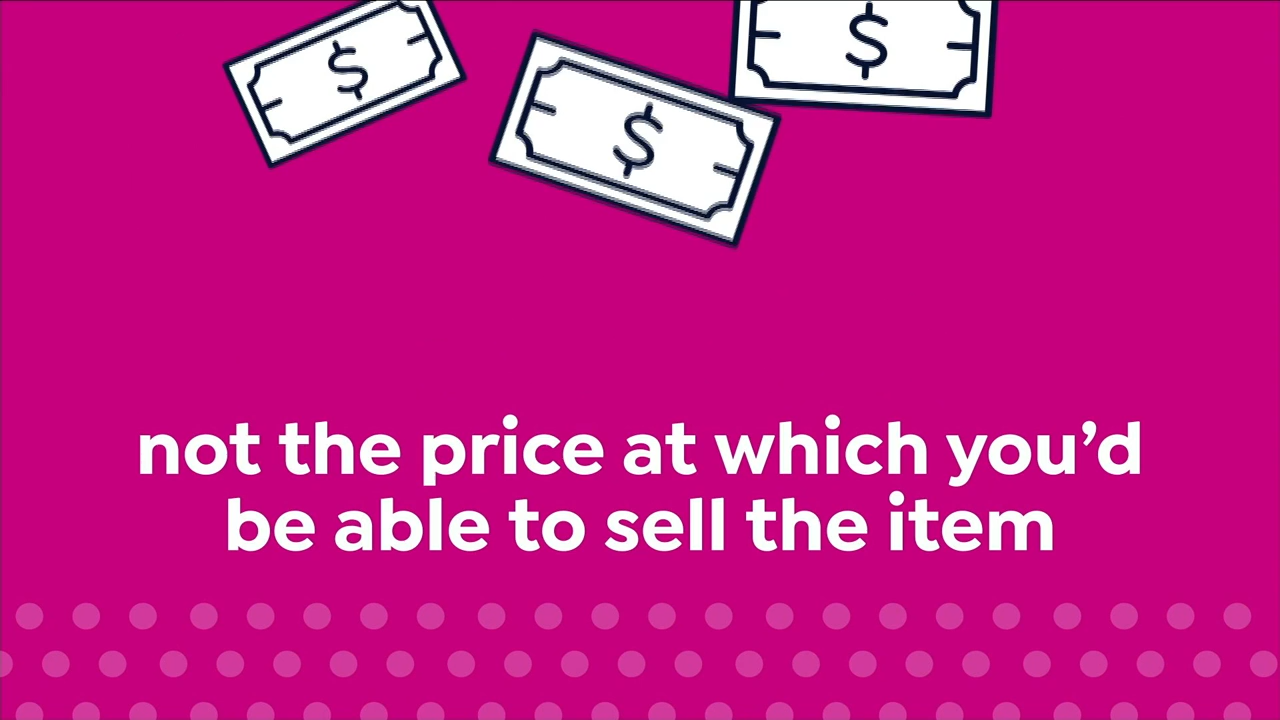 $
$
$
not the price at which you’d
be able to sell the item